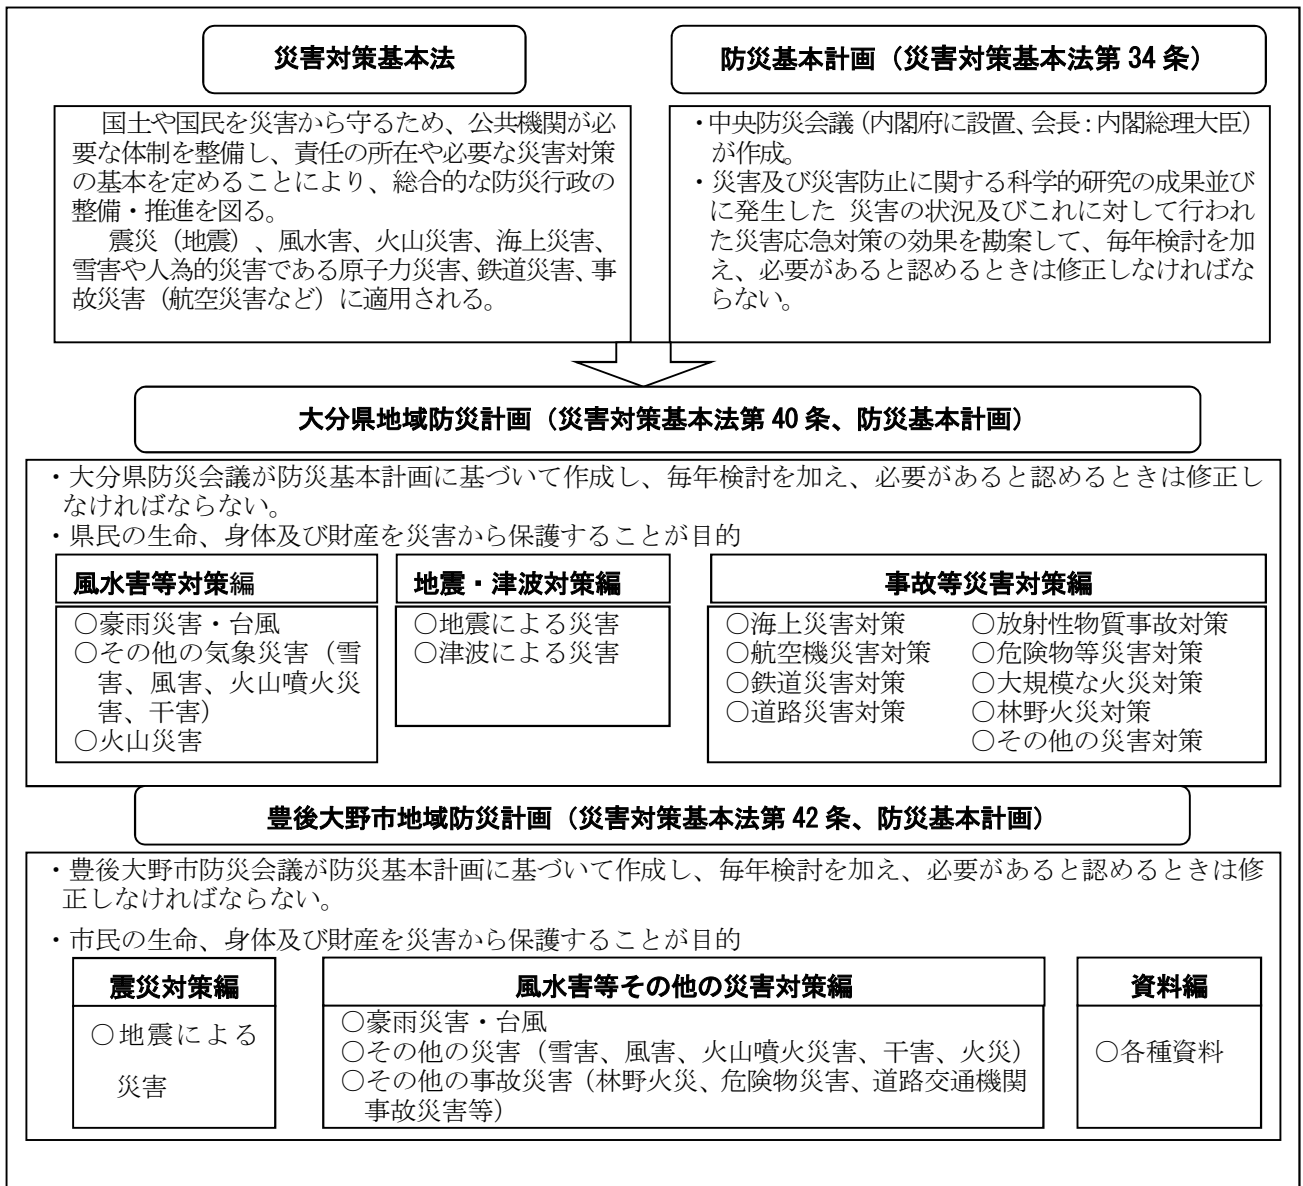 災害対策基本法
国土や国民を災害から守るため、公共機関が必
要な体制を整備し、責任の所在や必要な災害対策
の基本を定めることにより、総合的な防災行政の
整備・推進を図る。
震災（地震）、風水害、火山災害、海上災害、
雪害や人為的災害である原子力災害、鉄道災害、事
故災害（航空災害など）に適用される。
防災基本計画（災害対策基本法第 34 条）
・中央防災会議（内閣府に設置、会長：内閣総理大臣）
が作成。
・災害及び災害防止に関する科学的研究の成果並び
に発生した 災害の状況及びこれに対して行われ
た災害応急対策の効果を勘案して、毎年検討を加
え、必要があると認めるときは修正しなければな
らない。
大分県地域防災計画（災害対策基本法第 40 条、防災基本計画）
・大分県防災会議が防災基本計画に基づいて作成し、毎年検討を加え、必要があると認めるときは修正し
なければならない。
・県民の生命、身体及び財産を災害から保護することが目的
風水害等対策編
○豪雨災害・台風
○その他の気象災害（雪
害、風害、火山噴火災
害、干害）
○火山災害
地震・津波対策編
○地震による災害
○津波による災害
事故等災害対策編
○海上災害対策
○航空機災害対策
○鉄道災害対策
○道路災害対策
○放射性物質事故対策
○危険物等災害対策
○大規模な火災対策
○林野火災対策
○その他の災害対策
豊後大野市地域防災計画（災害対策基本法第 42 条、防災基本計画）
・豊後大野市防災会議が防災基本計画に基づいて作成し、毎年検討を加え、必要があると認めるときは修
正しなければならない。
・市民の生命、身体及び財産を災害から保護することが目的
震災対策編
○地震による
災害
風水害等その他の災害対策編
○豪雨災害・台風
○その他の災害（雪害、風害、火山噴火災害、干害、火災）
○その他の事故災害（林野火災、危険物災害、道路交通機関
事故災害等）
資料編
○各種資料